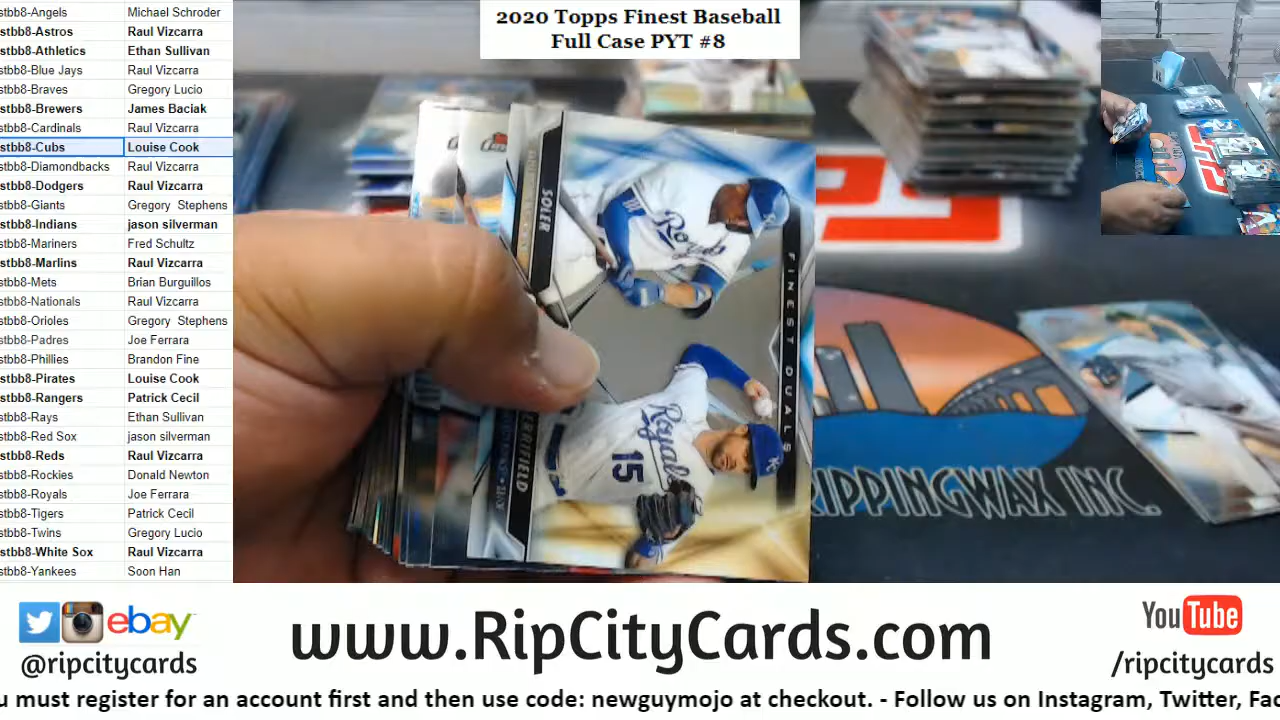 2020 Topps Finest Baseball
Full Case PYT #8
stbb8-Angels Michael Schroder
stbb8-Astros Raul Vizcarra
stbb8-Athletics Ethan Sullivan
stbb8-Blue Jays Raul Vizcarra
stbb8-Braves Gregory Lucio
stbb8-Brewers James Baciak
stbb8-Cardinals Raul Vizcarra
stbb8-Cubs Louise Cook
stbb8-Diamondbacks Raul Vizcarra
stbb8-Dodgers Raul Vizcarra
stbb8-Giants Gregory Stephens
stbb8-Indians jason silverman
stbb8-Mariners Fred Schultz
stbb8-Marlins Raul Vizcarra
stbb8-Mets Brian Burguillos
stbb8-Nationals Raul Vizcarra
stbb8-Orioles Gregory Stephens
stbb8-Padres Joe Ferrara
stbb8-Phillies Brandon Fine
stbb8-Pirates Louise Cook
stbb8-Rangers Patrick Cecil
stbb8-Rays Ethan Sullivan
stbb8-Red Sox jason silverman
stbb8-Reds Raul Vizcarra
stbb8-Rockies Donald Newton
stbb8-Royals Joe Ferrara
stbb8-Tigers Patrick Cecil
stbb8-Twins Gregory Lucio
stbb8-White Sox Raul Vizcarra
stbb8-Yankees Soon Han
SOLER
Royals
FINEST DUALS
Royals
15
RIPPINGWAX INC.
ebay
@ripcitycards
www.RipCityCards.com
YouTube
/ripcitycards
u must register for an account first and then use code: newguymojo at checkout. - Follow us on Instagram, Twitter, Fac